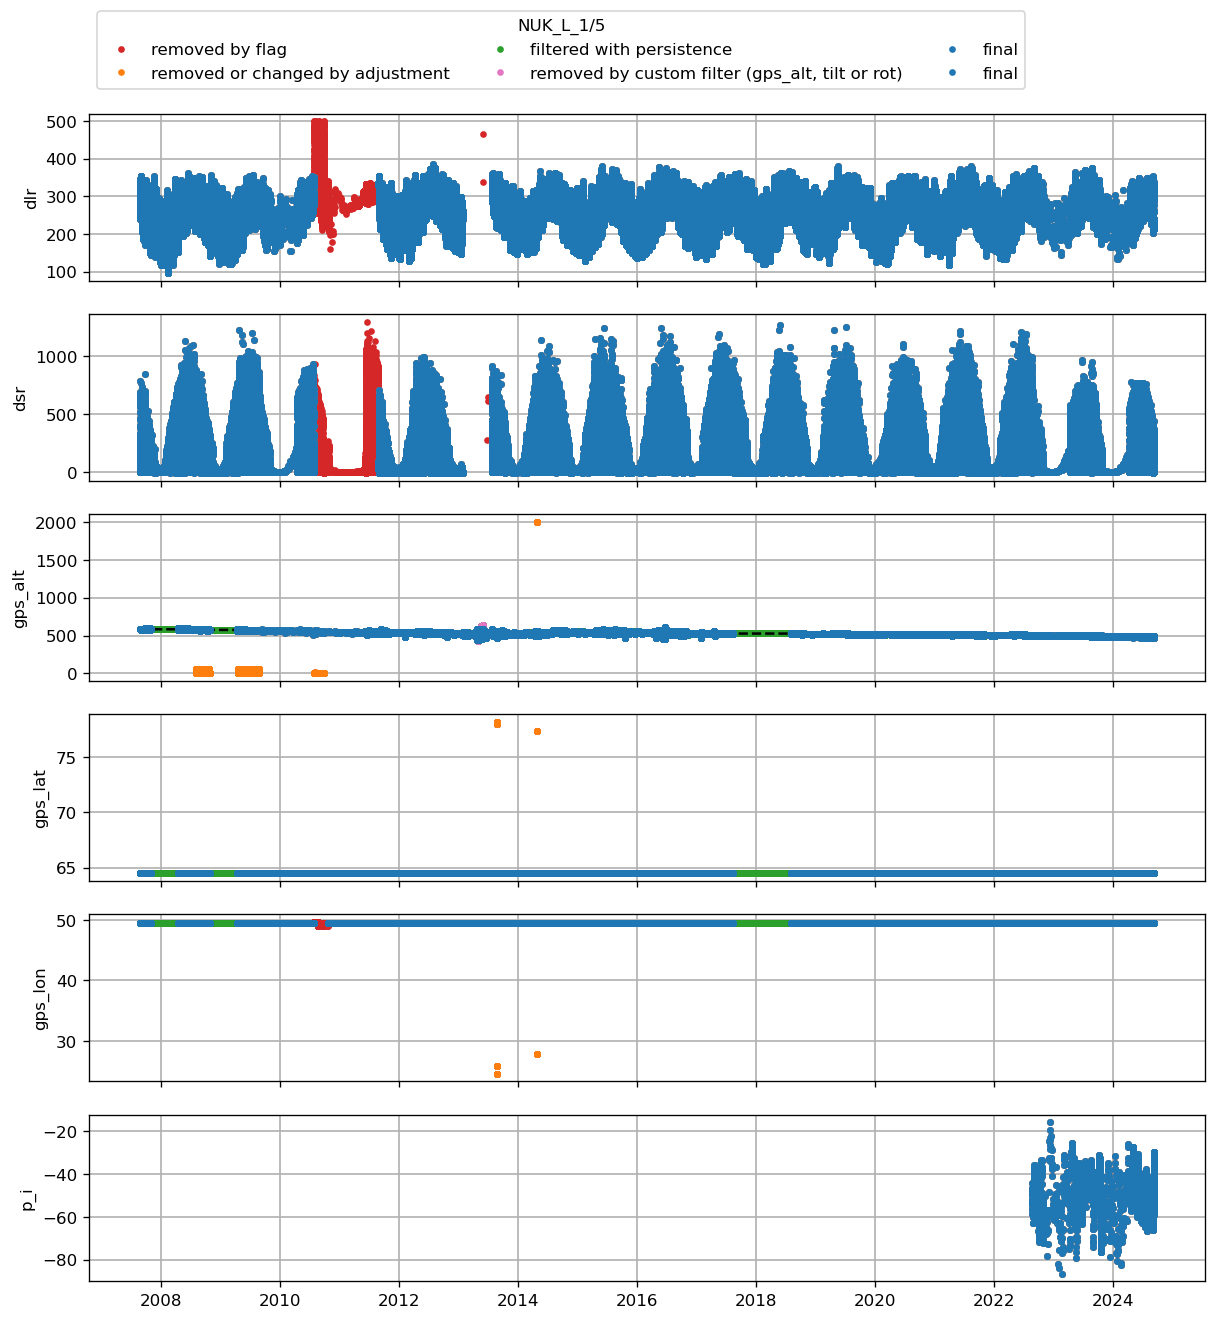 NUK_L_1/5
removed by flag
filtered with persistence
final
removed or changed by adjustment
removed by custom filter (gps_alt, tilt or rot)
final
dlr
500
400
300
200
100
dsr
1000
500
0
gps_alt
2000
1500
1000
500
0
gps_lat
75
70
65
gps_lon
50
40
30
p_i
−20
−40
−60
−80
2008 2010 2012 2014 2016 2018 2020 2022 2024